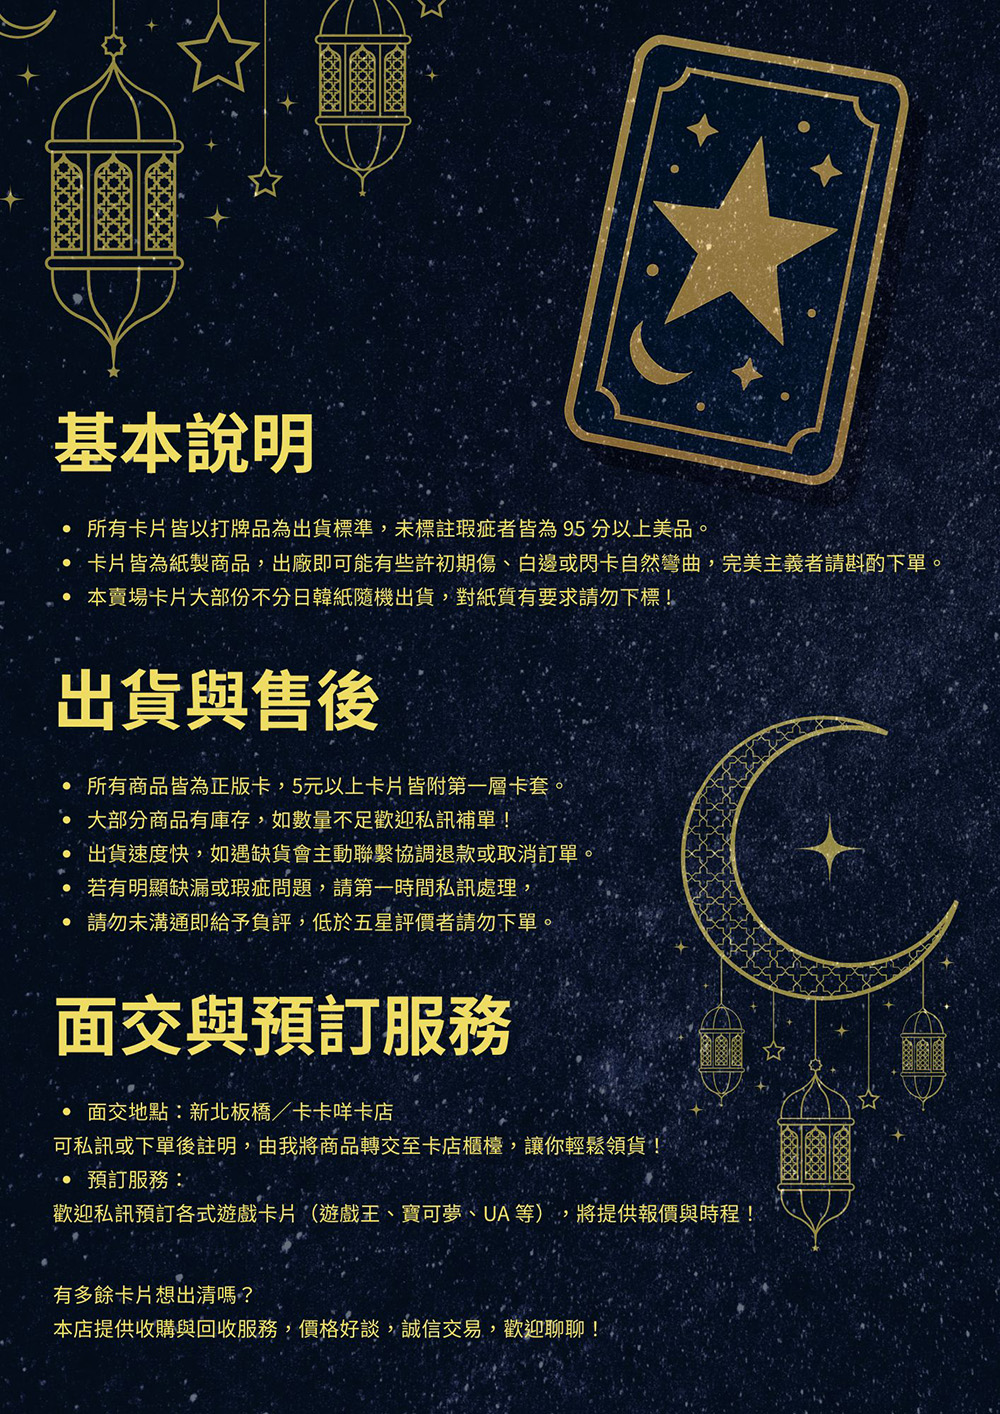 基本說明
• 所有卡片皆以打牌品為出貨標準，未標註瑕疵者皆為 95 分以上美品。
• 卡片皆為紙製商品，出廠即可能有些許初期傷、白邊或閃卡自然彎曲，完美主義者請斟酌下單。
• 本賣場卡片大部份不分日韓紙隨機出貨，對紙質有要求請勿下標！
出貨與售後
• 所有商品皆為正版卡，5元以上卡片皆附第一層卡套。
• 大部分商品有庫存，如數量不足歡迎私訊補單！
• 出貨速度快，如遇缺貨會主動聯繫協調退款或取消訂單。
• 若有明顯缺漏或瑕疵問題，請第一時間私訊處理，
• 請勿未溝通即給予負評，低於五星評價者請勿下單。
面交與預訂服務
• 面交地點：新北板橋／卡卡咩卡店
可私訊或下單後註明，由我將商品轉交至卡店櫃檯，讓你輕鬆領貨！
• 預訂服務：
歡迎私訊預訂各式遊戲卡片（遊戲王、寶可夢、UA 等），將提供報價與時程！
有多餘卡片想出清嗎？
本店提供收購與回收服務，價格好談，誠信交易，歡迎聊聊！